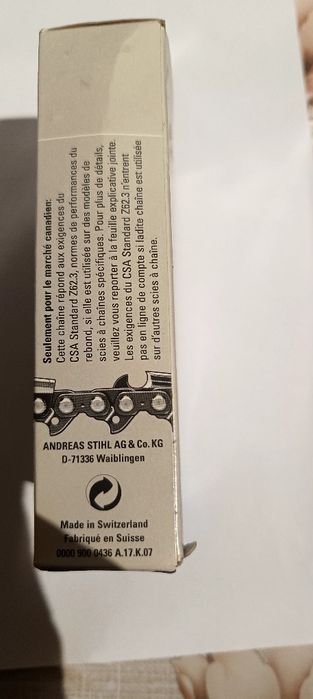 Seulement pour le marché canadien:
Cette chaîne répond aux exigences du
CSA Standard Z62.3, normes de performances du
rebond, si elle est utilisée sur des modèles de
scies à chaînes spécifiques. Pour plus de détails,
veuillez vous reporter à la feuille explicative jointe.
Les exigences du CSA Standard Z62.3 n'entrent
pas en ligne de compte si ladite chaîne est utilisée
sur d'autres scies à chaîne.
ANDREAS STIHL AG & Co. KG
D-71336 Waiblingen
Made in Switzerland
Fabriqué en Suisse
0000 900 0436 A.17.K.07